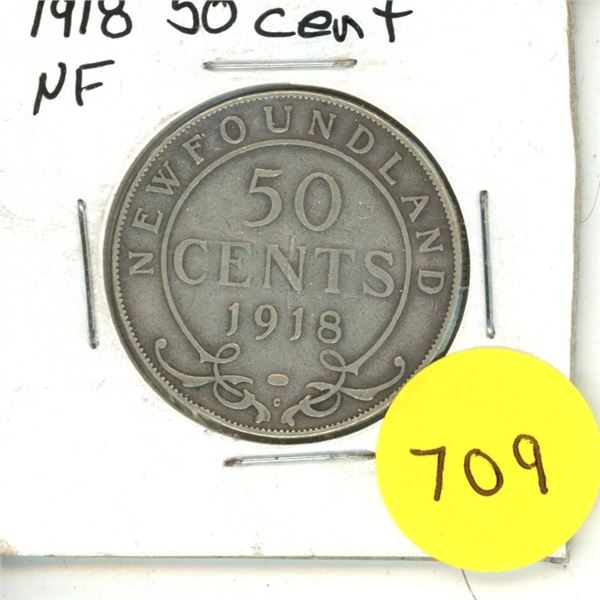 1918 50 cent
NF
NEWFOUNDLAND
50
CENTS
1918
C
709